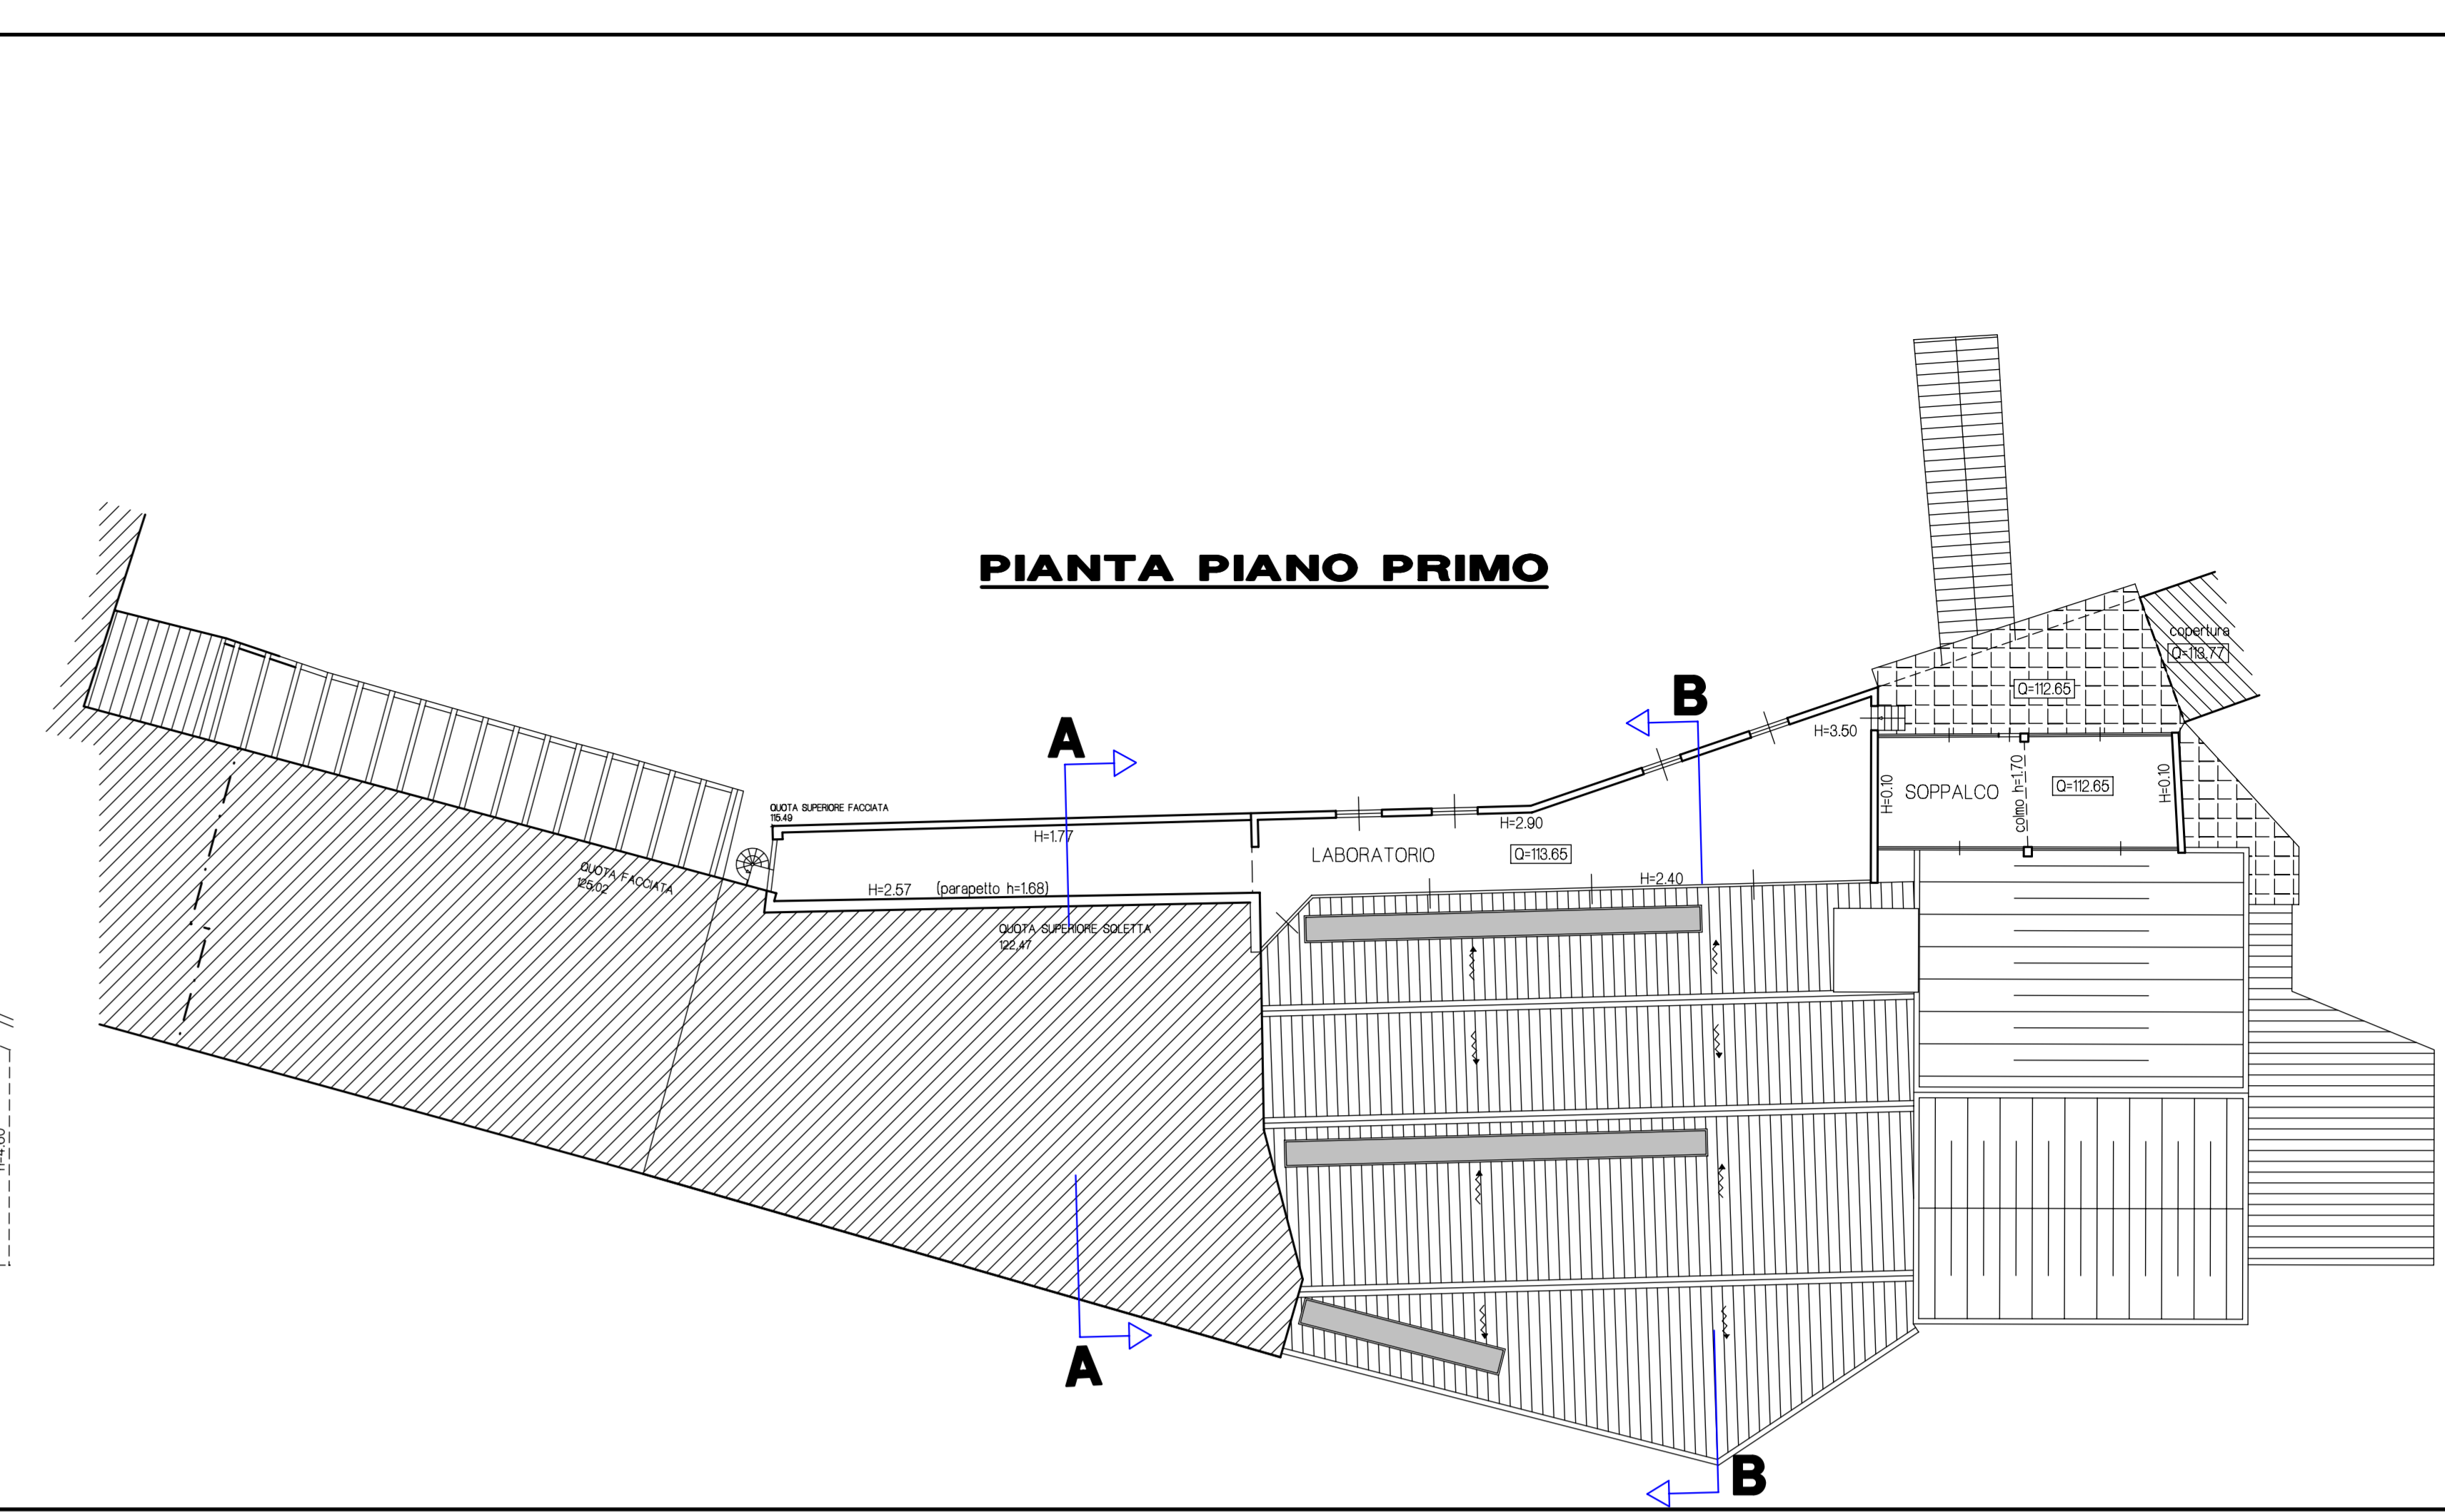 PIANTA PIANO PRIMO
copertura
Q=113.77
Q=112.65
B
A
H=3.50
QUOTA SUPERIORE FACCIATA
115.49
H=1.77
H=2.90
LABORATORIO
Q=113.65
H=0.10
SOPPALCO
colmo h=1.70
Q=112.65
H=0.10
QUOTA FACCIATA
125,02
H=2.57 (parapetto h=1.68)
H=2.40
QUOTA SUPERIORE SOLETTA
122,47
A
B